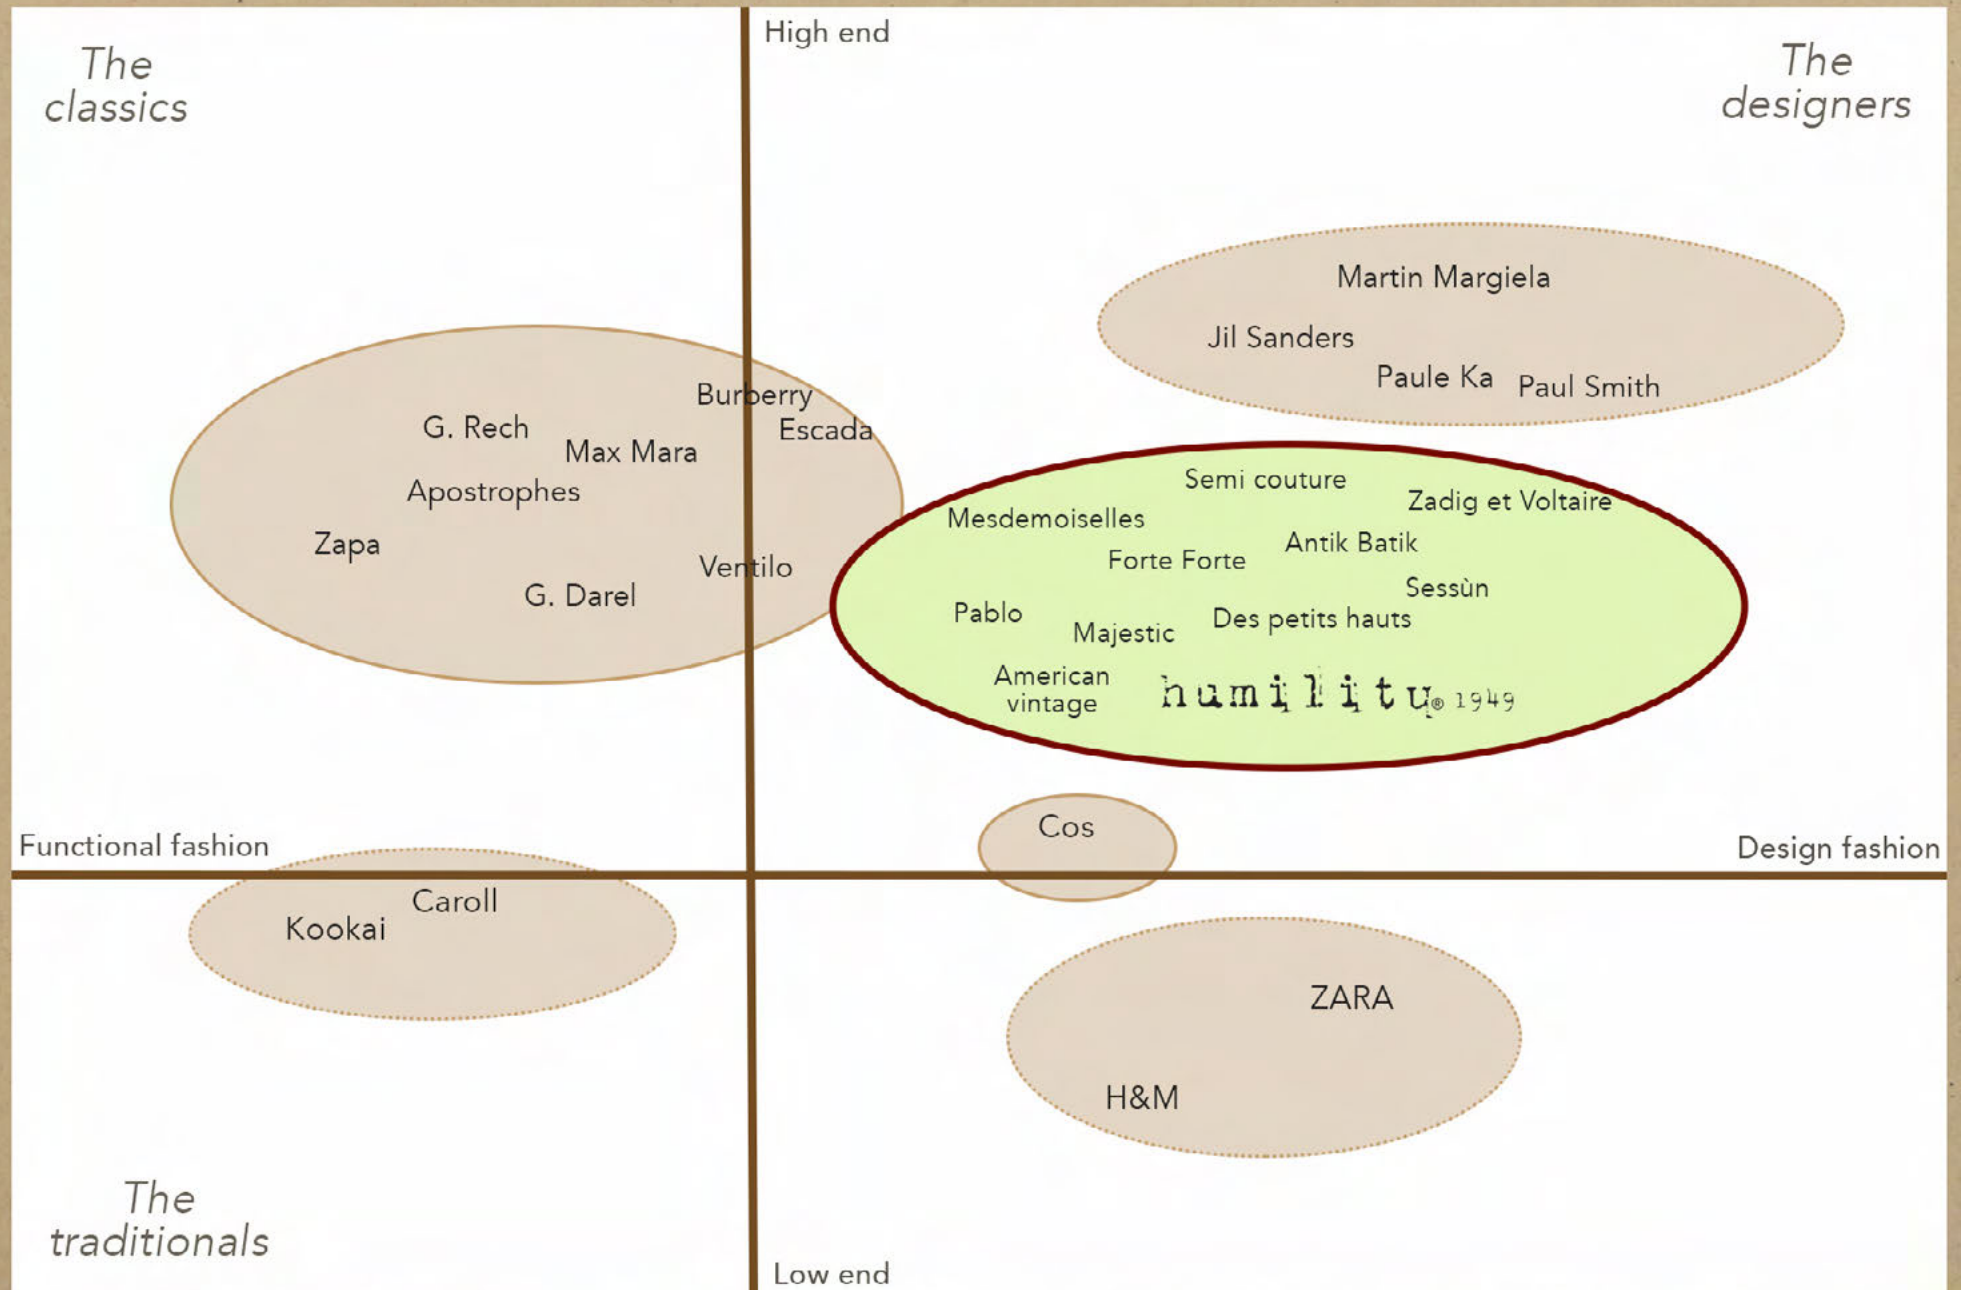 High end
The
classics
The
designers
Martin Margiela
Jil Sanders
Paule Ka
Paul Smith
Burberry
G. Rech
Escada
Max Mara
Apostrophes
Zapa
Ventilo
G. Darel
Semi couture
Zadig et Voltaire
Mesdemoiselles
Antik Batik
Forte Forte
Sessùn
Pablo
Des petits hauts
Majestic
American
vintage
humility® 1949
Cos
Functional fashion
Design fashion
Caroll
Kookai
ZARA
H&M
The
traditionals
Low end